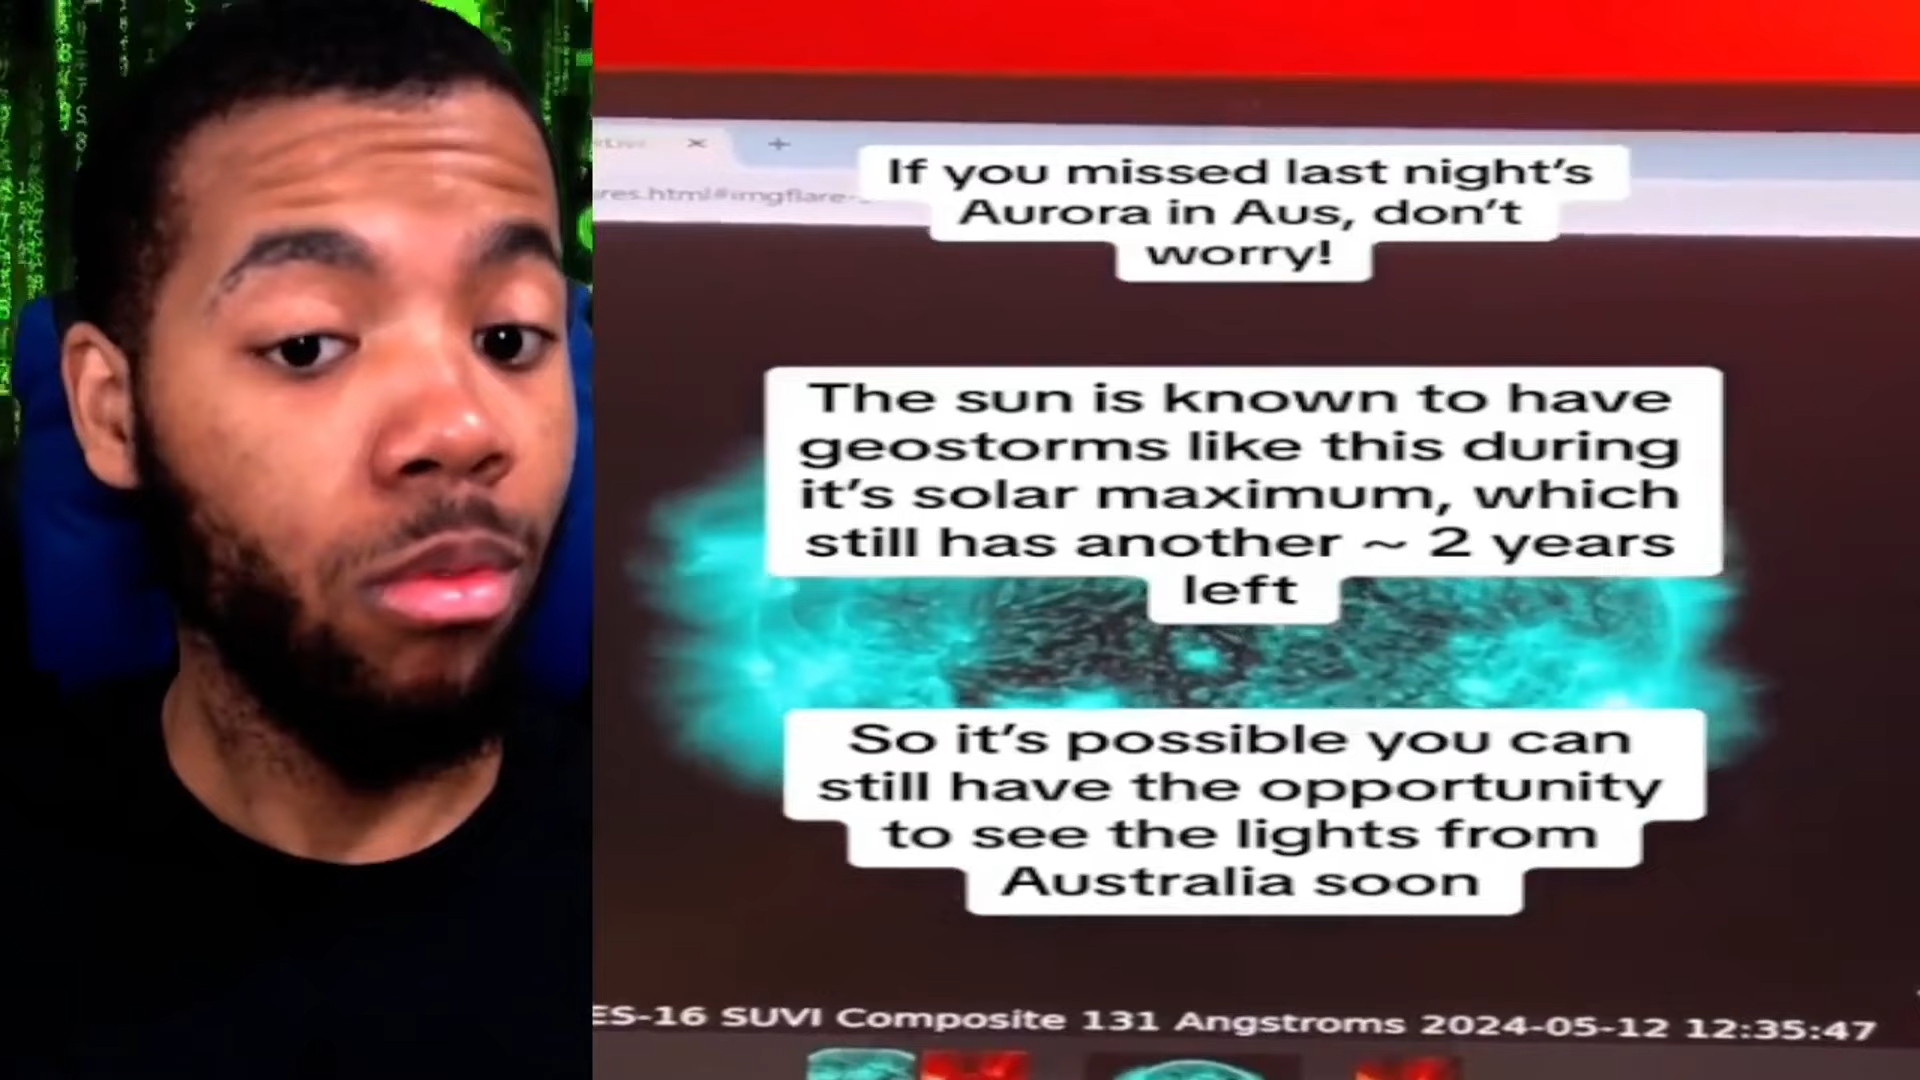 If you missed last night's
Aurora in Aus, don't
worry!
The sun is known to have
geostorms like this during
it's solar maximum, which
still has another ~ 2 years
left
So it's possible you can
still have the opportunity
to see the lights from
Australia soon
ES-16 SUVI Composite 131 Angstroms 2024-05-12 12:35:47